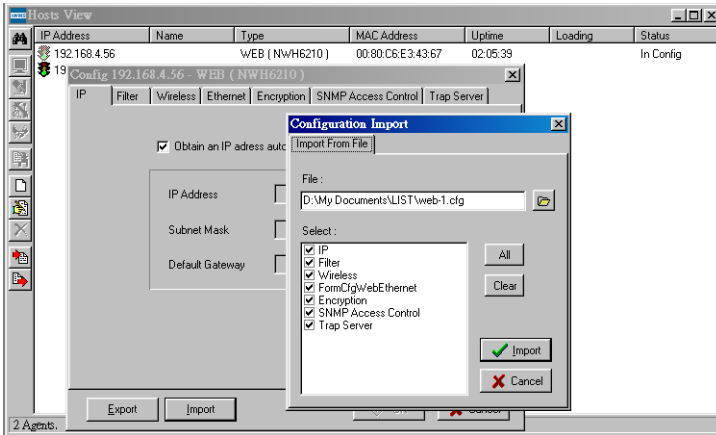 Hosts View
IP Address Name Type MAC Address Uptime Loading Status
192.168.4.56 WEB ( NWH6210 ) 00:80:C6:E3:43:67 02:05:39 In Config
19
Config 192.168.4.56 - WEB ( NWH6210 )
IP Filter Wireless Ethernet Encryption SNMP Access Control Trap Server
Obtain an IP adress auto
IP Address
Subnet Mask
Default Gateway
Export Import Cancel
Configuration Import
Import From File
File :
D:\My Documents\LIST\web-1.cfg
Select :
IP
Filter
Wireless
FormCfgWebEthernet
Encryption
SNMP Access Control
Trap Server
All
Clear
Import
Cancel
2 Agents.